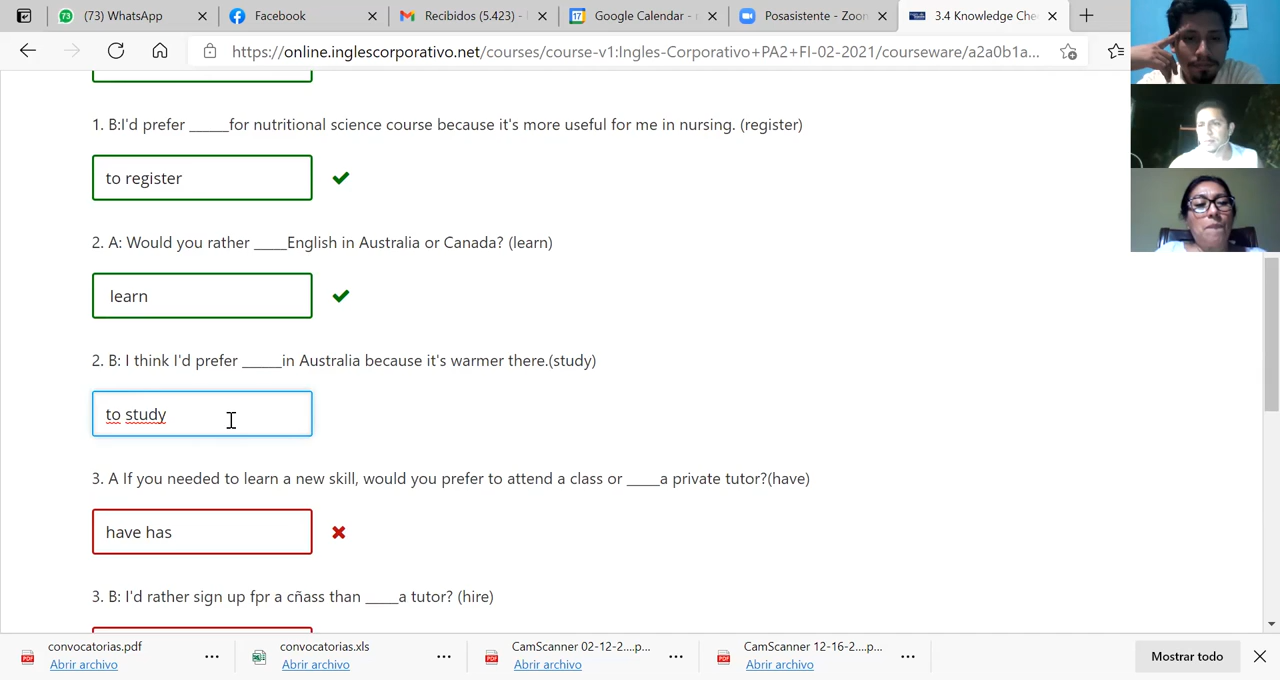 (73) WhatsApp
Facebook
Recibidos (5.423) -
Google Calendar -
Posasistente - Zoon
3.4 Knowledge Che
https://online.inglescorporativo.net/courses/course-v1:Ingles-Corporativo+PA2+FI-02-2021/courseware/a2a0b1a...
1. B:I'd prefer _____for nutritional science course because it's more useful for me in nursing. (register)
to register
2. A: Would you rather ____English in Australia or Canada? (learn)
learn
2. B: I think I'd prefer _____in Australia because it's warmer there.(study)
to study
3. A If you needed to learn a new skill, would you prefer to attend a class or ____a private tutor?(have)
have has
3. B: I'd rather sign up fpr a cñass than ____a tutor? (hire)
convocatorias.pdf
Abrir archivo
convocatorias.xls
Abrir archivo
CamScanner 02-12-2....p...
Abrir archivo
CamScanner 12-16-2....p...
Abrir archivo
Mostrar todo